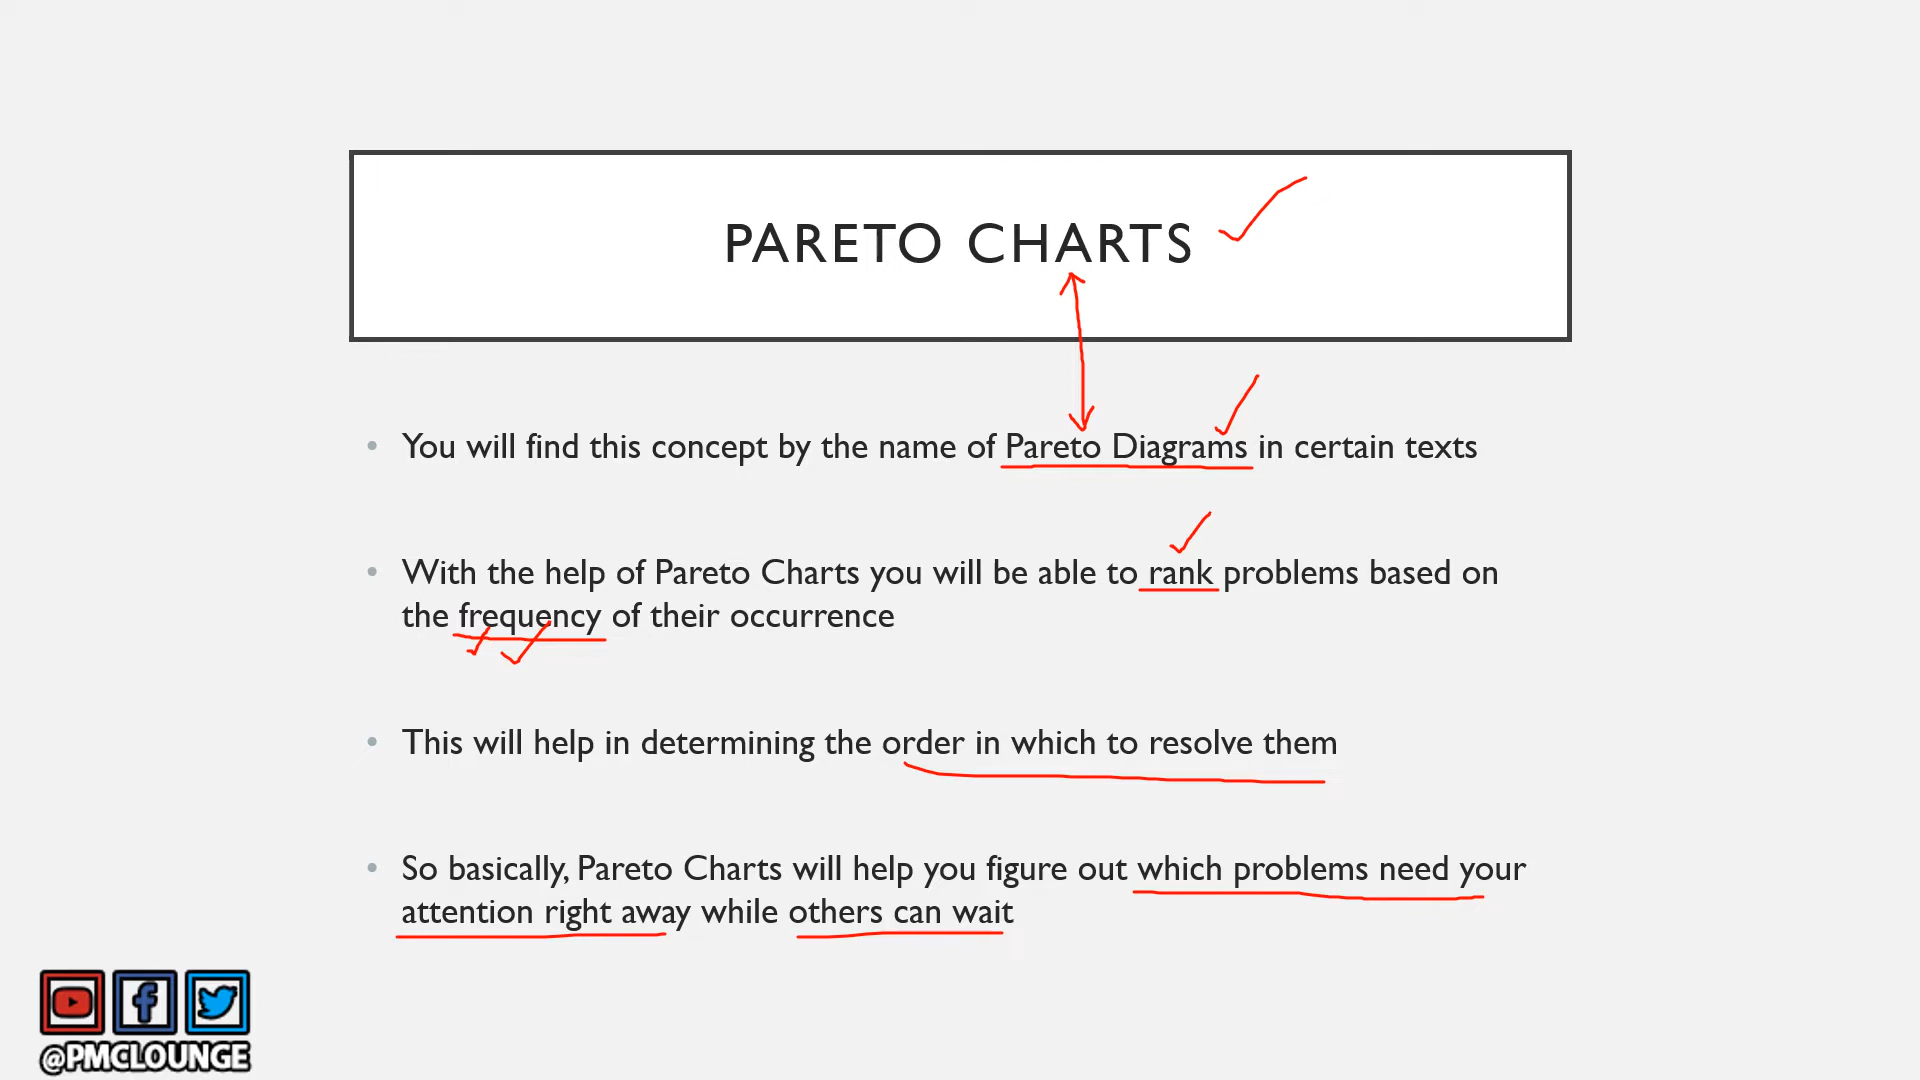 PARETO CHARTS
• You will find this concept by the name of Pareto Diagrams in certain texts
• With the help of Pareto Charts you will be able to rank problems based on
the frequency of their occurrence
• This will help in determining the order in which to resolve them
• So basically, Pareto Charts will help you figure out which problems need your
attention right away while others can wait
@PMCLOUNGE